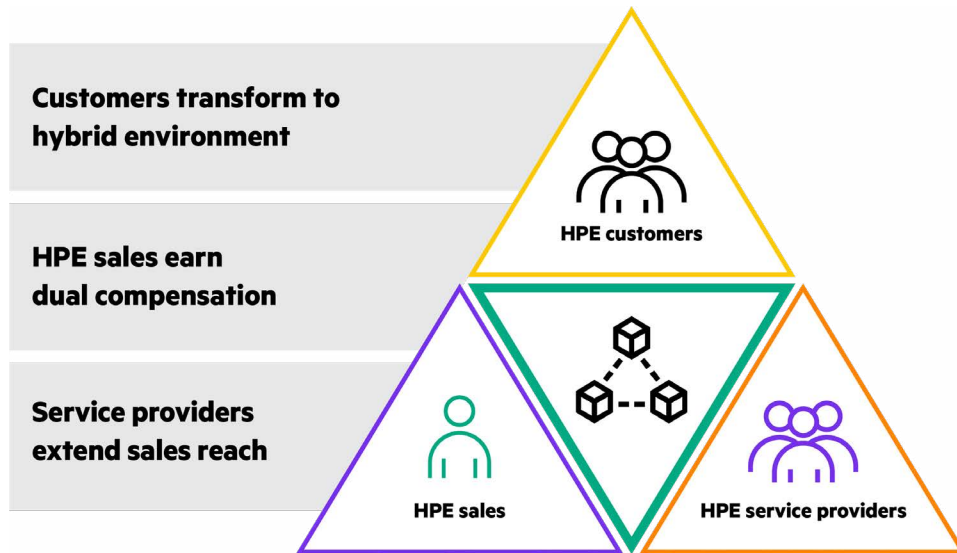 Customers transform to
hybrid environment
HPE customers
HPE sales earn
dual compensation
Service providers
extend sales reach
HPE sales
HPE service providers